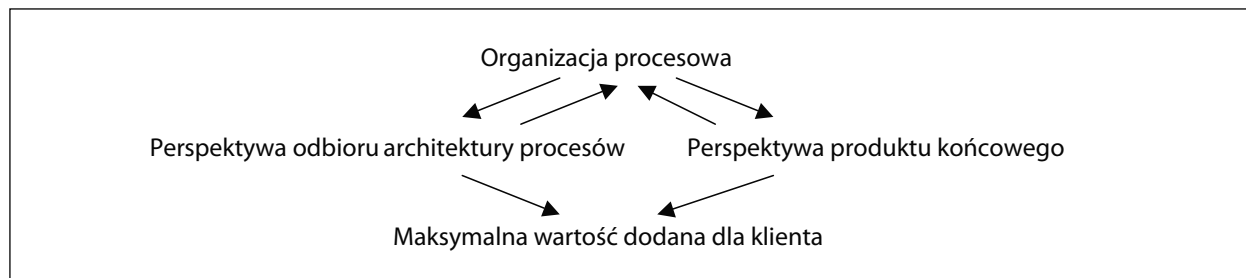 Organizacja procesowa
Perspektywa odbioru architektury procesów
Perspektywa produktu końcowego
Maksymalna wartość dodana dla klienta